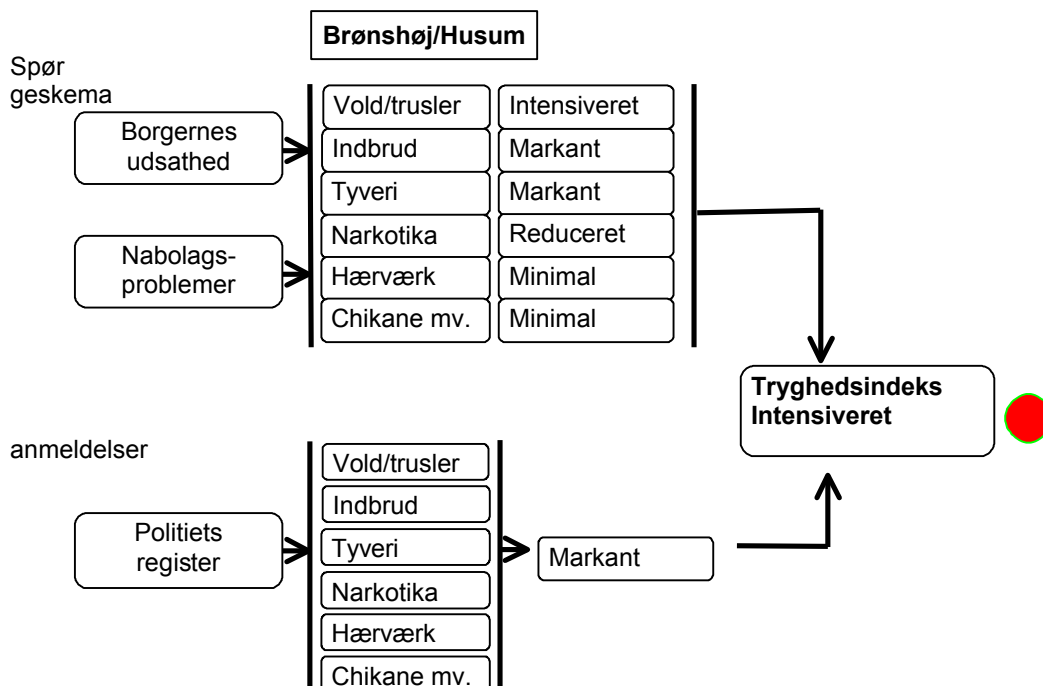 Brønshøj/Husum
Spør
geskema
Borgernes
udsathed
Nabolags-
problemer
Vold/trusler Intensiveret
Indbrud Markant
Tyveri Markant
Narkotika Reduceret
Hærværk Minimal
Chikane mv. Minimal
Tryghedsindeks
Intensiveret
anmeldelser
Politiets
register
Vold/trusler
Indbrud
Tyveri
Narkotika
Hærværk
Chikane mv.
Markant